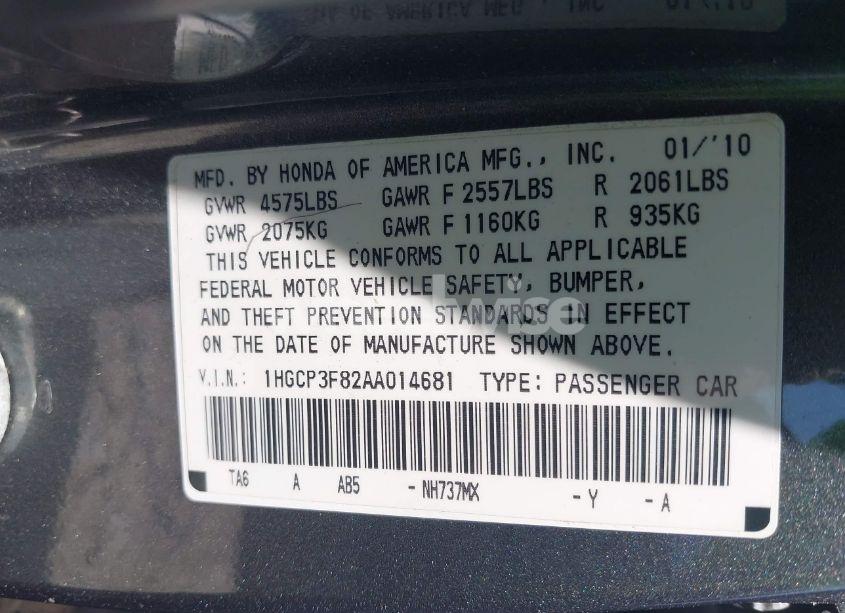 MFD. BY HONDA OF AMERICA MFG., INC. 01/'10
GVWR 4575LBS GAWR F 2557LBS R 2061LBS
GVWR 2075KG GAWR F 1160KG R 935KG
THIS VEHICLE CONFORMS TO ALL APPLICABLE
FEDERAL MOTOR VEHICLE SAFETY, BUMPER,
AND THEFT PREVENTION STANDARDS IN EFFECT
ON THE DATE OF MANUFACTURE SHOWN ABOVE.
V.I.N.: 1HGCP3F82AA014681 TYPE: PASSENGER CAR
TA6 A AB5 - NH737MX - Y - A